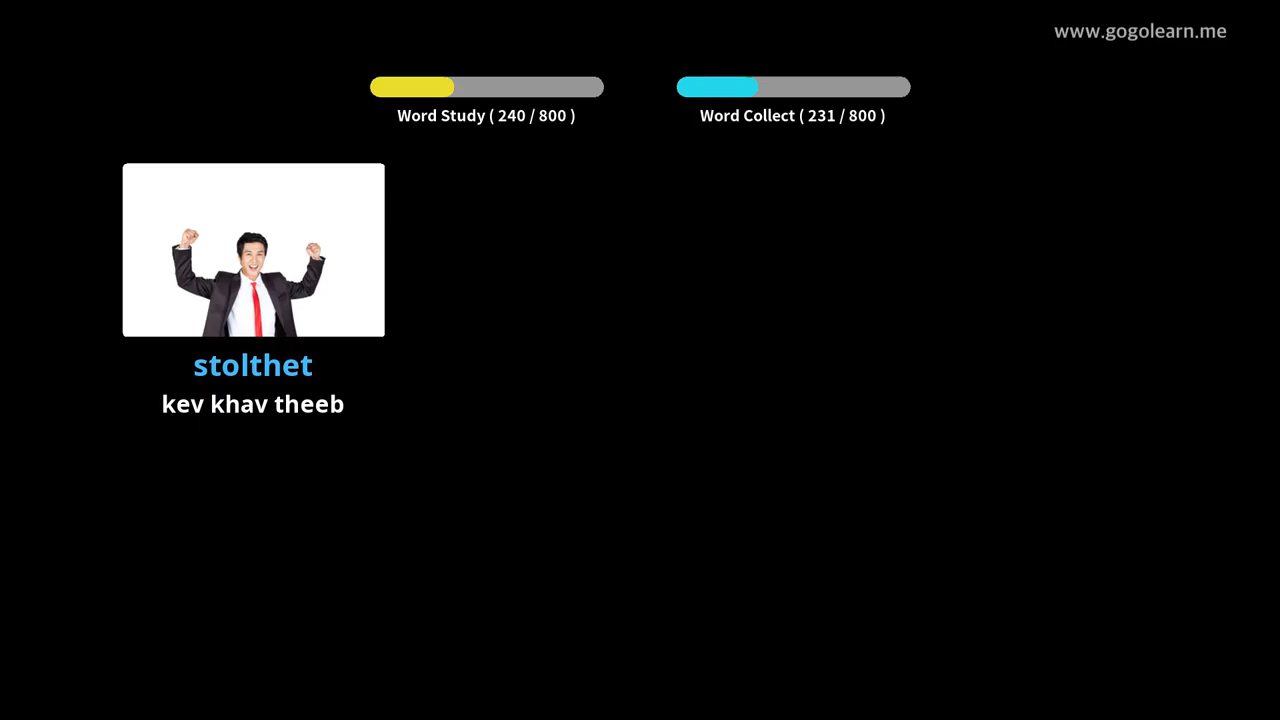 www.gogolearn.me
Word Study ( 240 / 800 )
Word Collect ( 231 / 800 )
stolthet
kev khav theeb